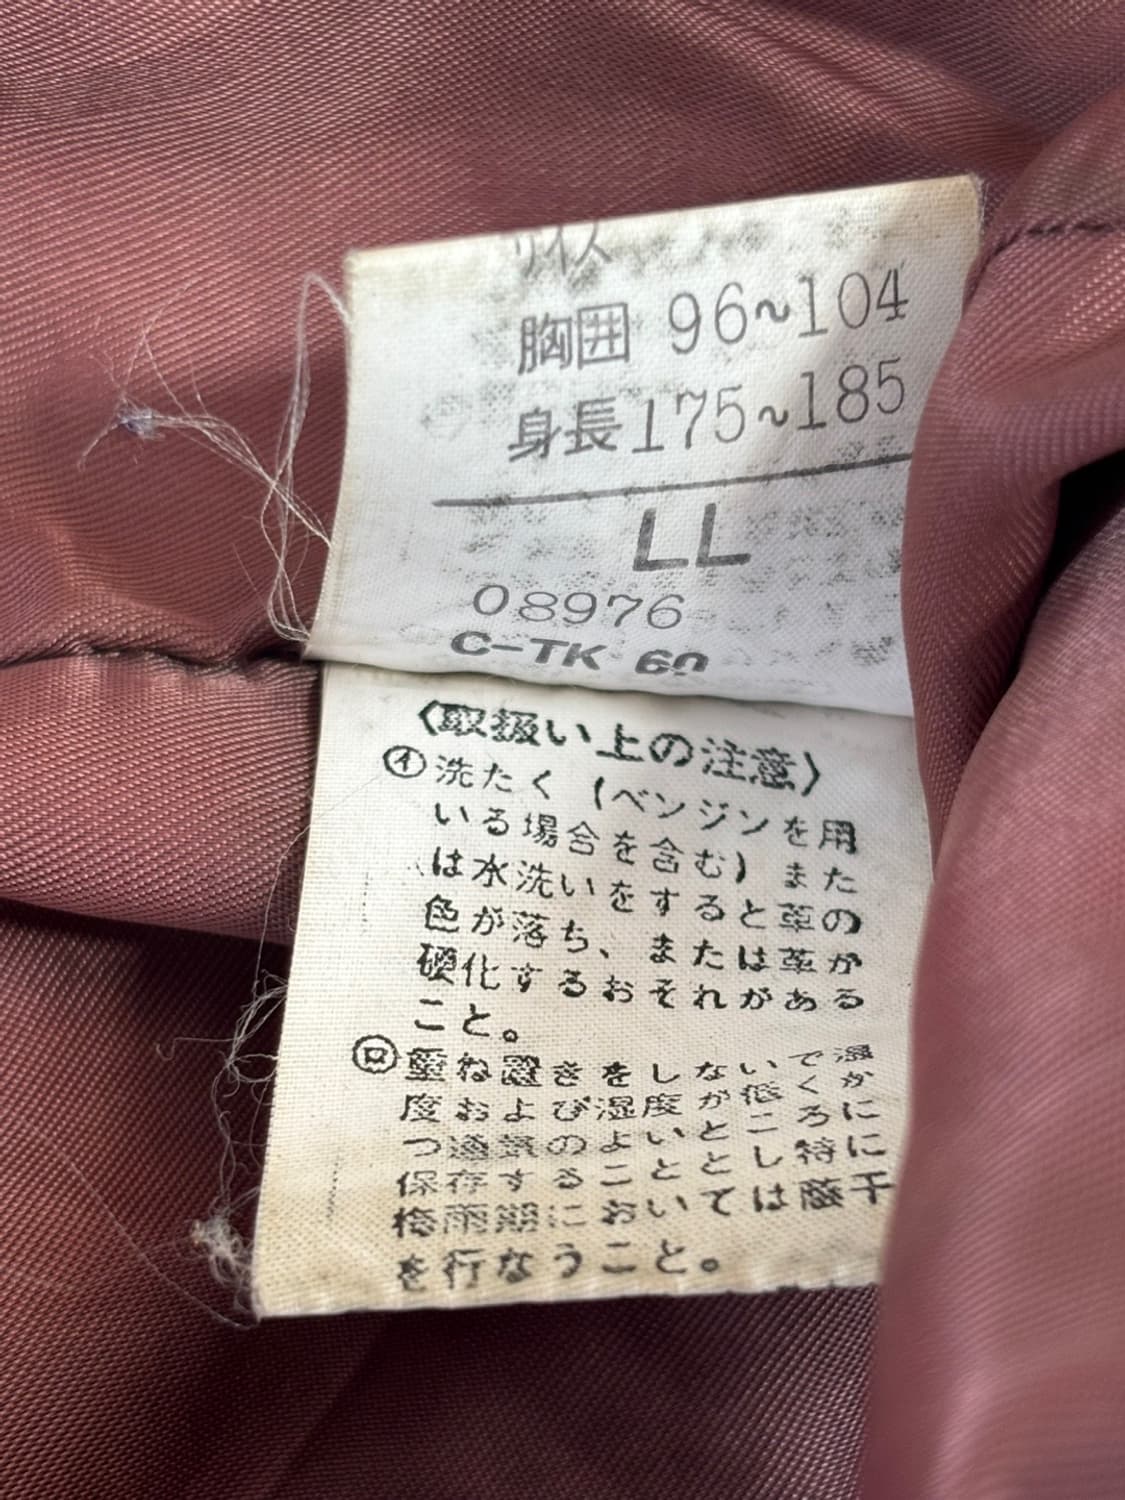 サイズ
胸囲 96~104
身長175~185
LL
08976
C-TK 60
〈取扱い上の注意〉
㋑洗たく(ベンジンを用
いる場合を含む)また
は水洗いをすると革の
色が落ち、または革が
硬化するおそれがある
こと。
㋺重ね置きをしないで湿
度および湿度が低くか
つ通気のよいところに
保存することとし特に
梅雨期においては蔭干
を行なうこと。